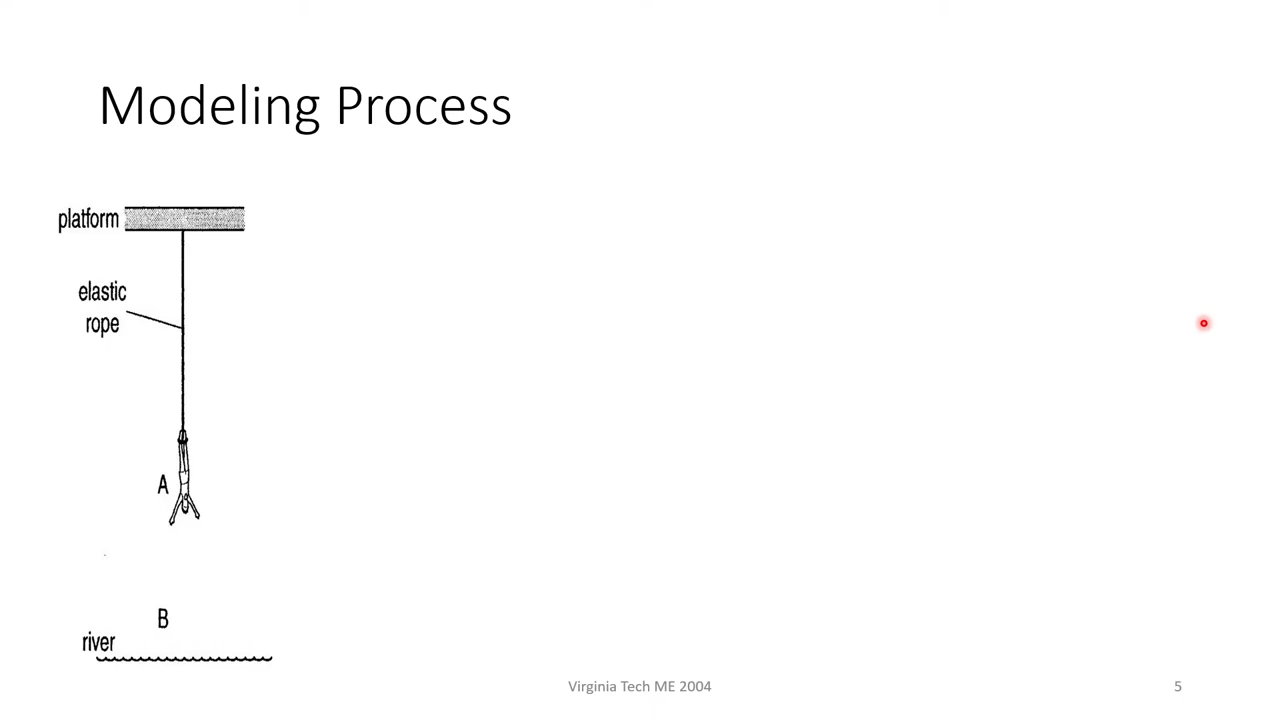 Modeling Process
platform
elastic
rope
A
B
river
Virginia Tech ME 2004
5